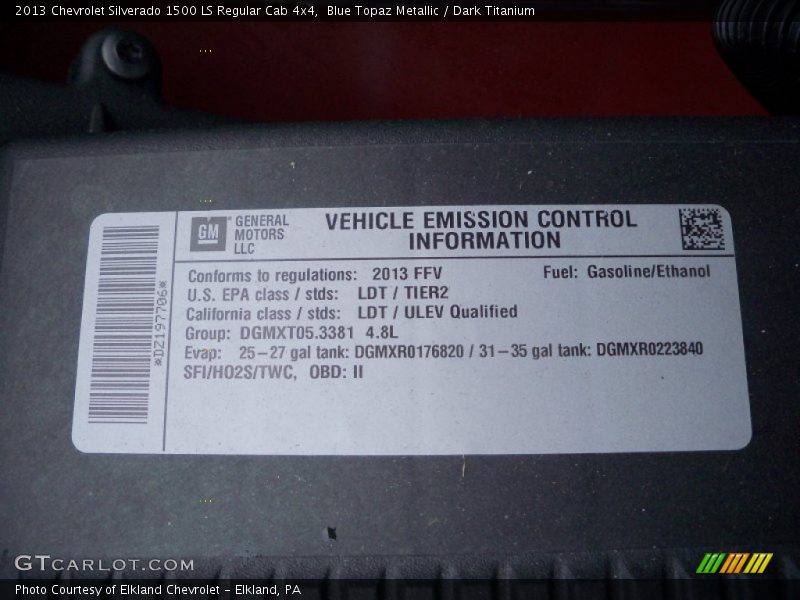 2013 Chevrolet Silverado 1500 LS Regular Cab 4x4,  Blue Topaz Metallic / Dark Titanium
GM GENERAL MOTORS LLC
VEHICLE EMISSION CONTROL
INFORMATION
Conforms to regulations: 2013 FFV Fuel: Gasoline/Ethanol
U.S. EPA class / stds: LDT / TIER2
California class / stds: LDT / ULEV Qualified
Group: DGMXT05.3381 4.8L
Evap: 25-27 gal tank: DGMXR0176820 / 31-35 gal tank: DGMXR0223840
SFI/HO2S/TWC, OBD: II
*DZ197706*
GTCARLOT.COM
Photo Courtesy of Elkland Chevrolet - Elkland, PA